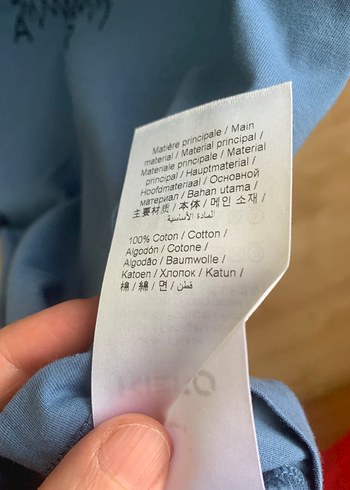 Matière principale / Main
material / Material principal /
Materiale principale / Material
principal / Hauptmaterial /
Hoofdmateriaal / Основной
материал / Bahan utama /
主要材质 / 本体 / 메인 소재 /
المادة الأساسية
100% Coton / Cotton /
Algodón / Cotone /
Algodão / Baumwolle /
Katoen / Хлопок / Katun /
棉 / 綿 / 면 / قطن